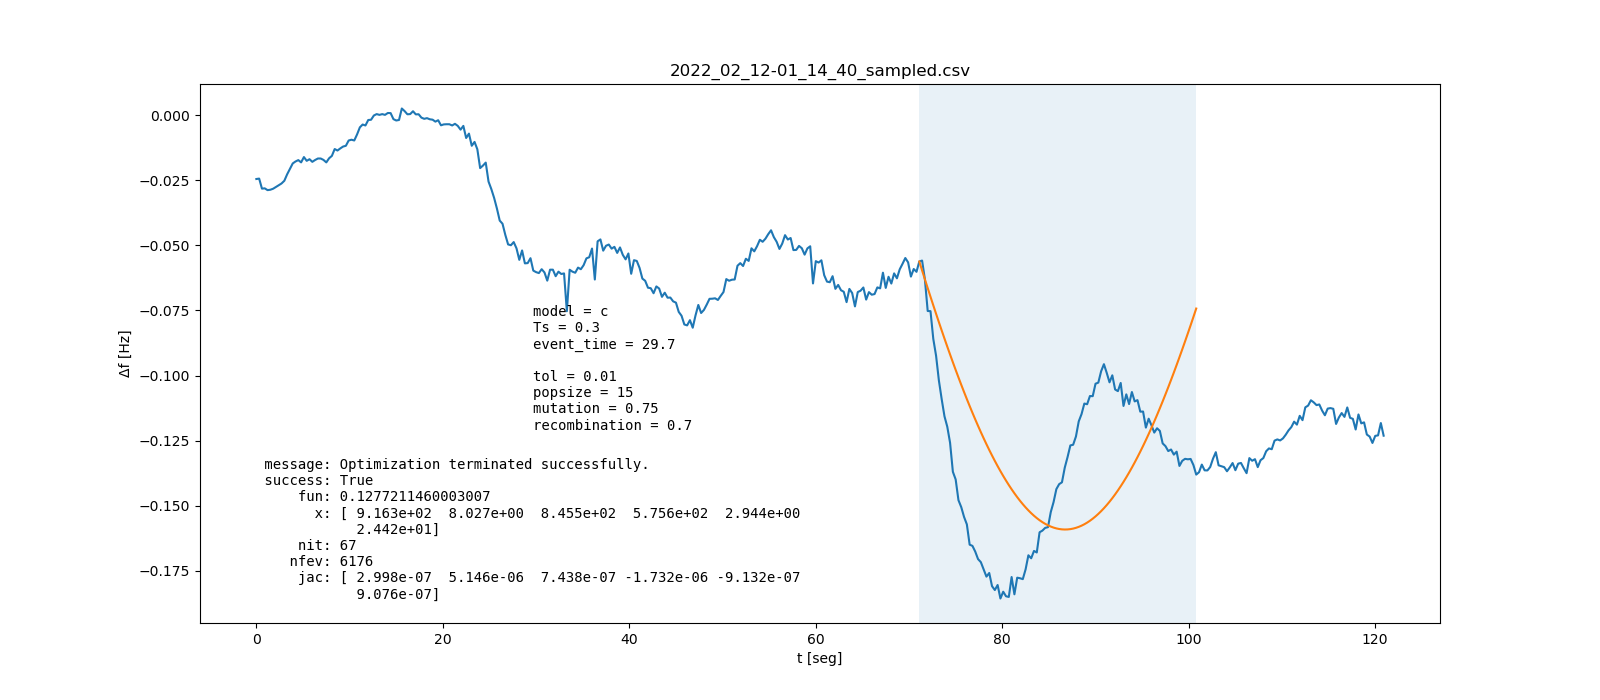 2022_02_12-01_14_40_sampled.csv
0.000
−0.025
−0.050
−0.075
−0.100
−0.125
−0.150
−0.175
Δf [Hz]
model = c
Ts = 0.3
event_time = 29.7
tol = 0.01
popsize = 15
mutation = 0.75
recombination = 0.7
message: Optimization terminated successfully.
success: True
fun: 0.1277211460003007
x: [ 9.163e+02  8.027e+00  8.455e+02  5.756e+02  2.944e+00
2.442e+01]
nit: 67
nfev: 6176
jac: [ 2.998e-07  5.146e-06  7.438e-07 -1.732e-06 -9.132e-07
9.076e-07]
0 20 40 60 80 100 120
t [seg]